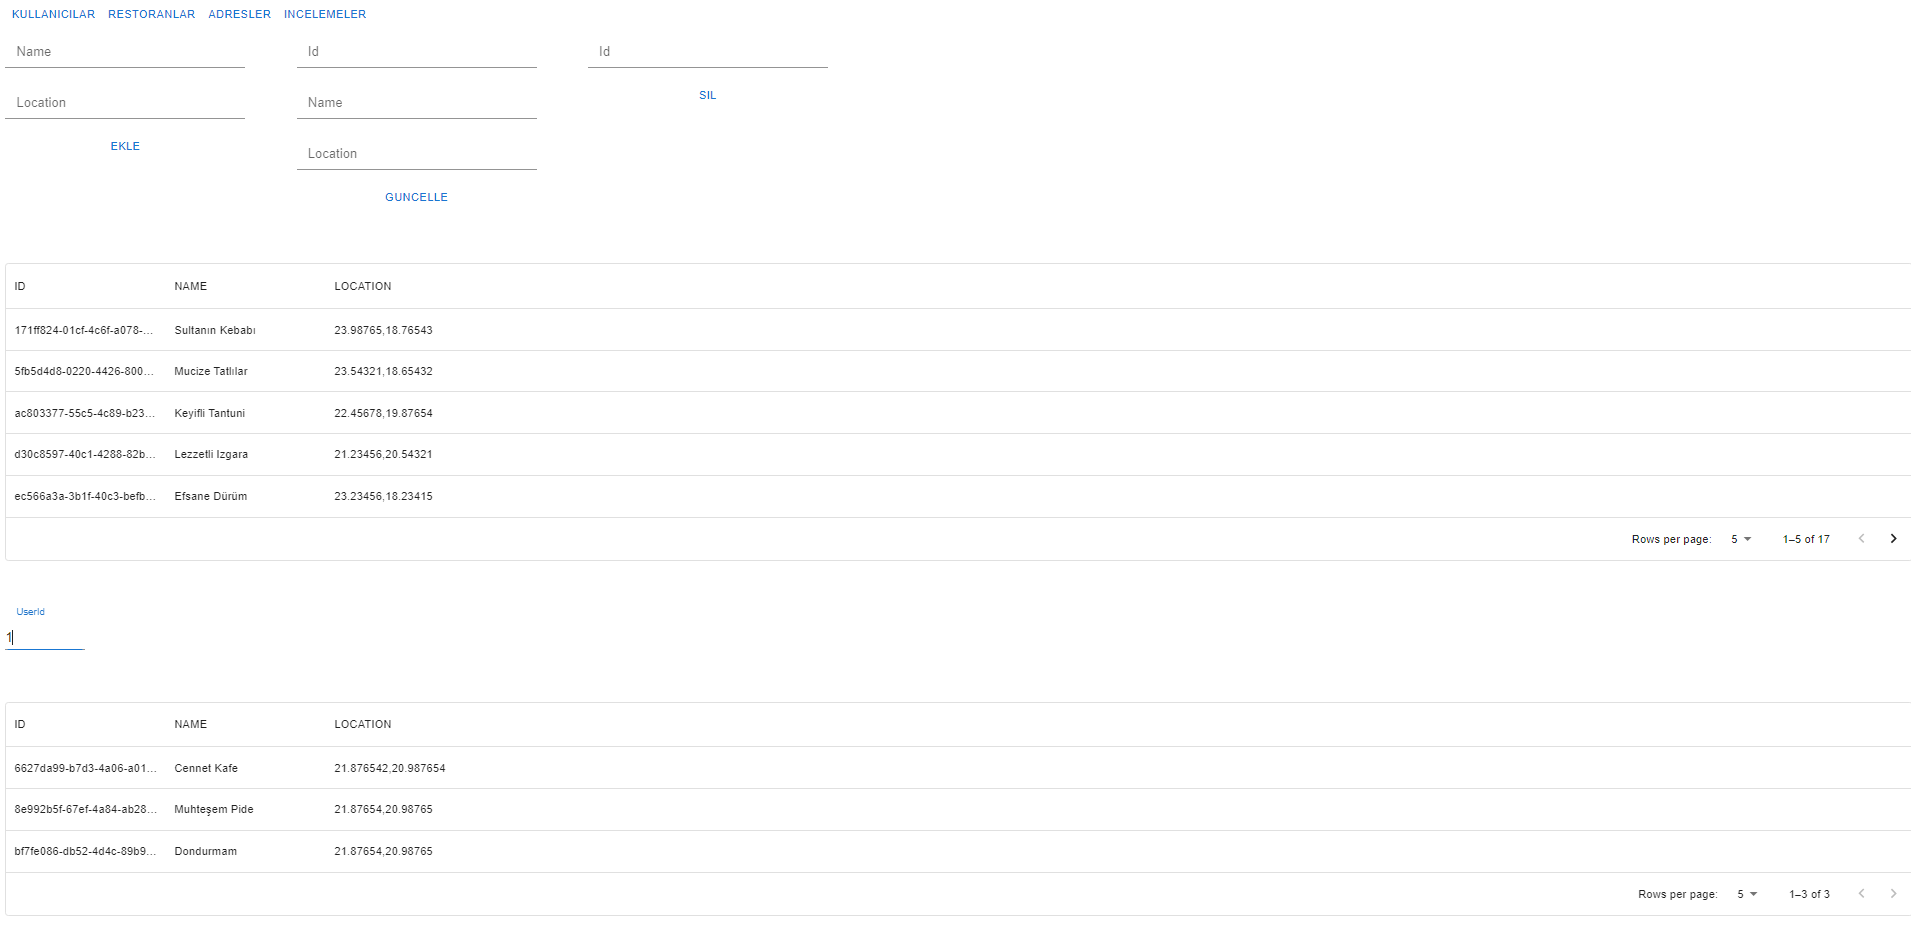 KULLANICILAR RESTORANLAR ADRESLER INCELEMELER
Name Id Id
SIL
Location Name
EKLE
Location
GUNCELLE
ID NAME LOCATION
171ff824-01cf-4c6f-a078-... Sultanın Kebabı 23.98765,18.76543
5fb5d4d8-0220-4426-800... Mucize Tatlılar 23.54321,18.65432
ac803377-55c5-4c89-b23... Keyifli Tantuni 22.45678,19.87654
d30c8597-40c1-4288-82b... Lezzetli Izgara 21.23456,20.54321
ec566a3a-3b1f-40c3-befb... Efsane Dürüm 23.23456,18.23415
Rows per page: 5 1–5 of 17
UserId
1
ID NAME LOCATION
6627da99-b7d3-4a06-a01... Cennet Kafe 21.876542,20.987654
8e992b5f-67ef-4a84-ab28... Muhteşem Pide 21.87654,20.98765
bf7fe086-db52-4d4c-89b9... Dondurmam 21.87654,20.98765
Rows per page: 5 1–3 of 3